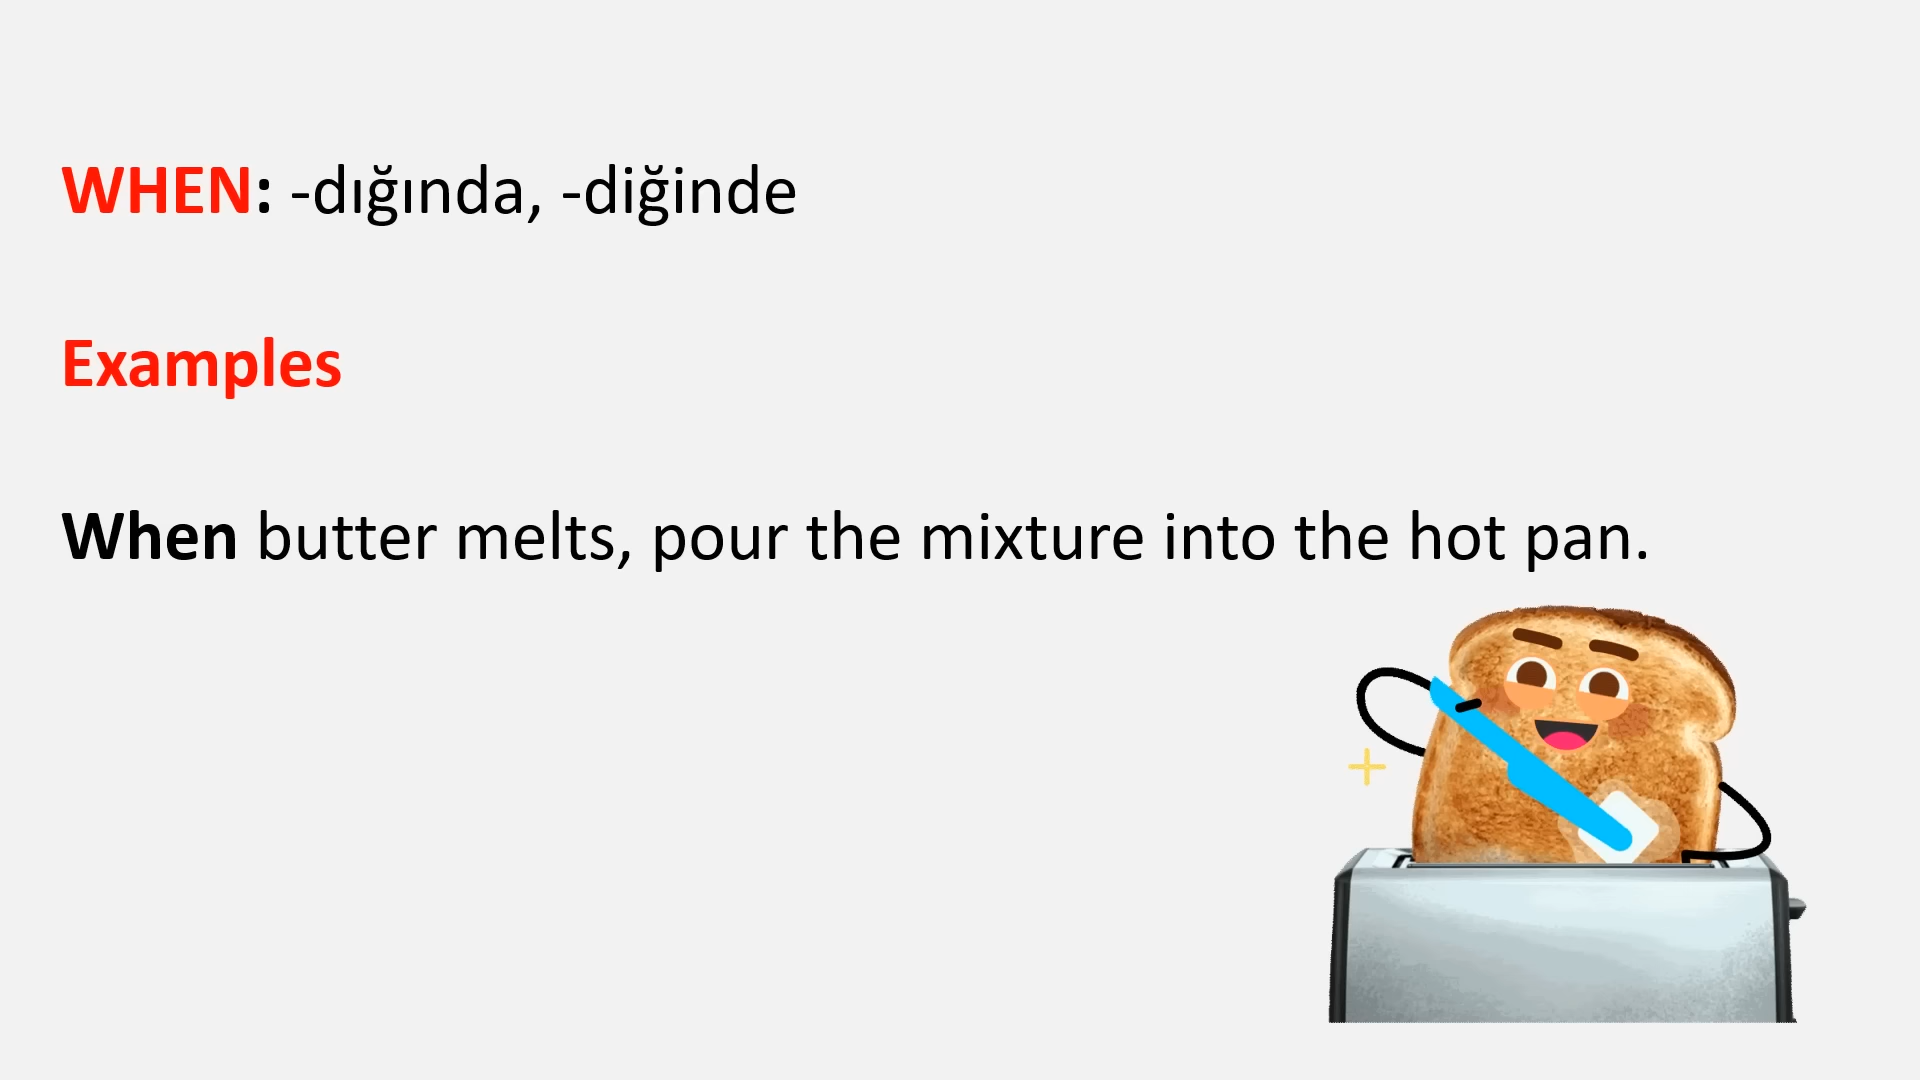 WHEN: -dığında, -diğinde
Examples
When butter melts, pour the mixture into the hot pan.